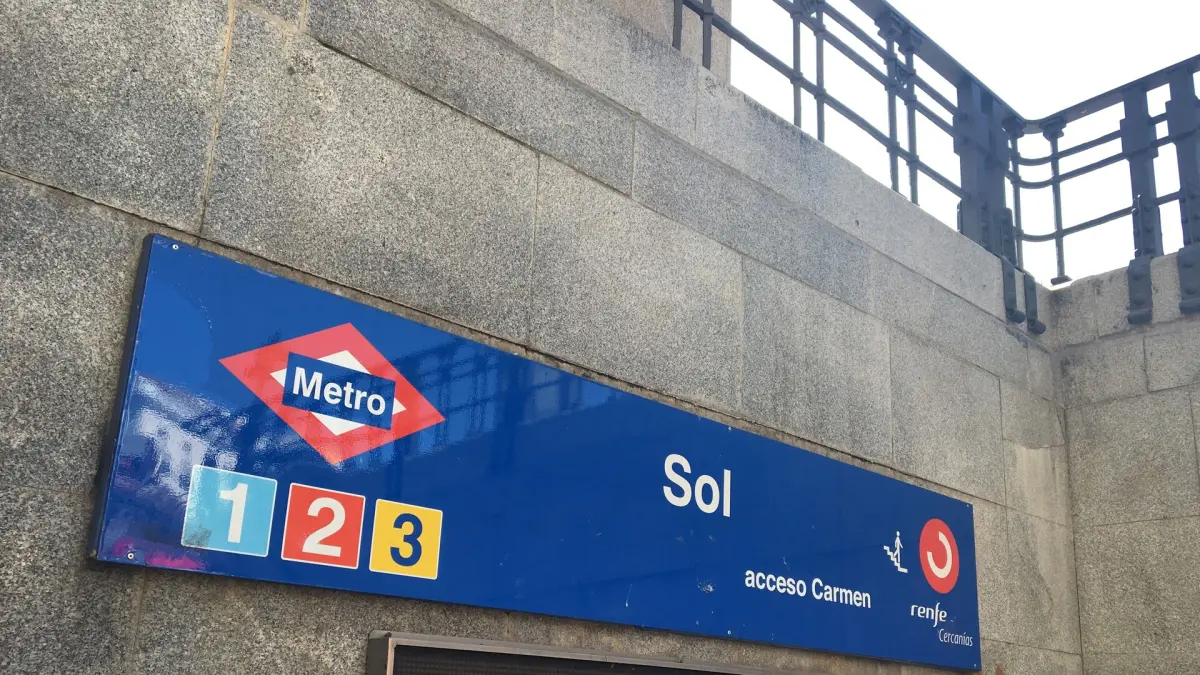 Metro
1 2 3
Sol
acceso Carmen
renfe
Cercanías